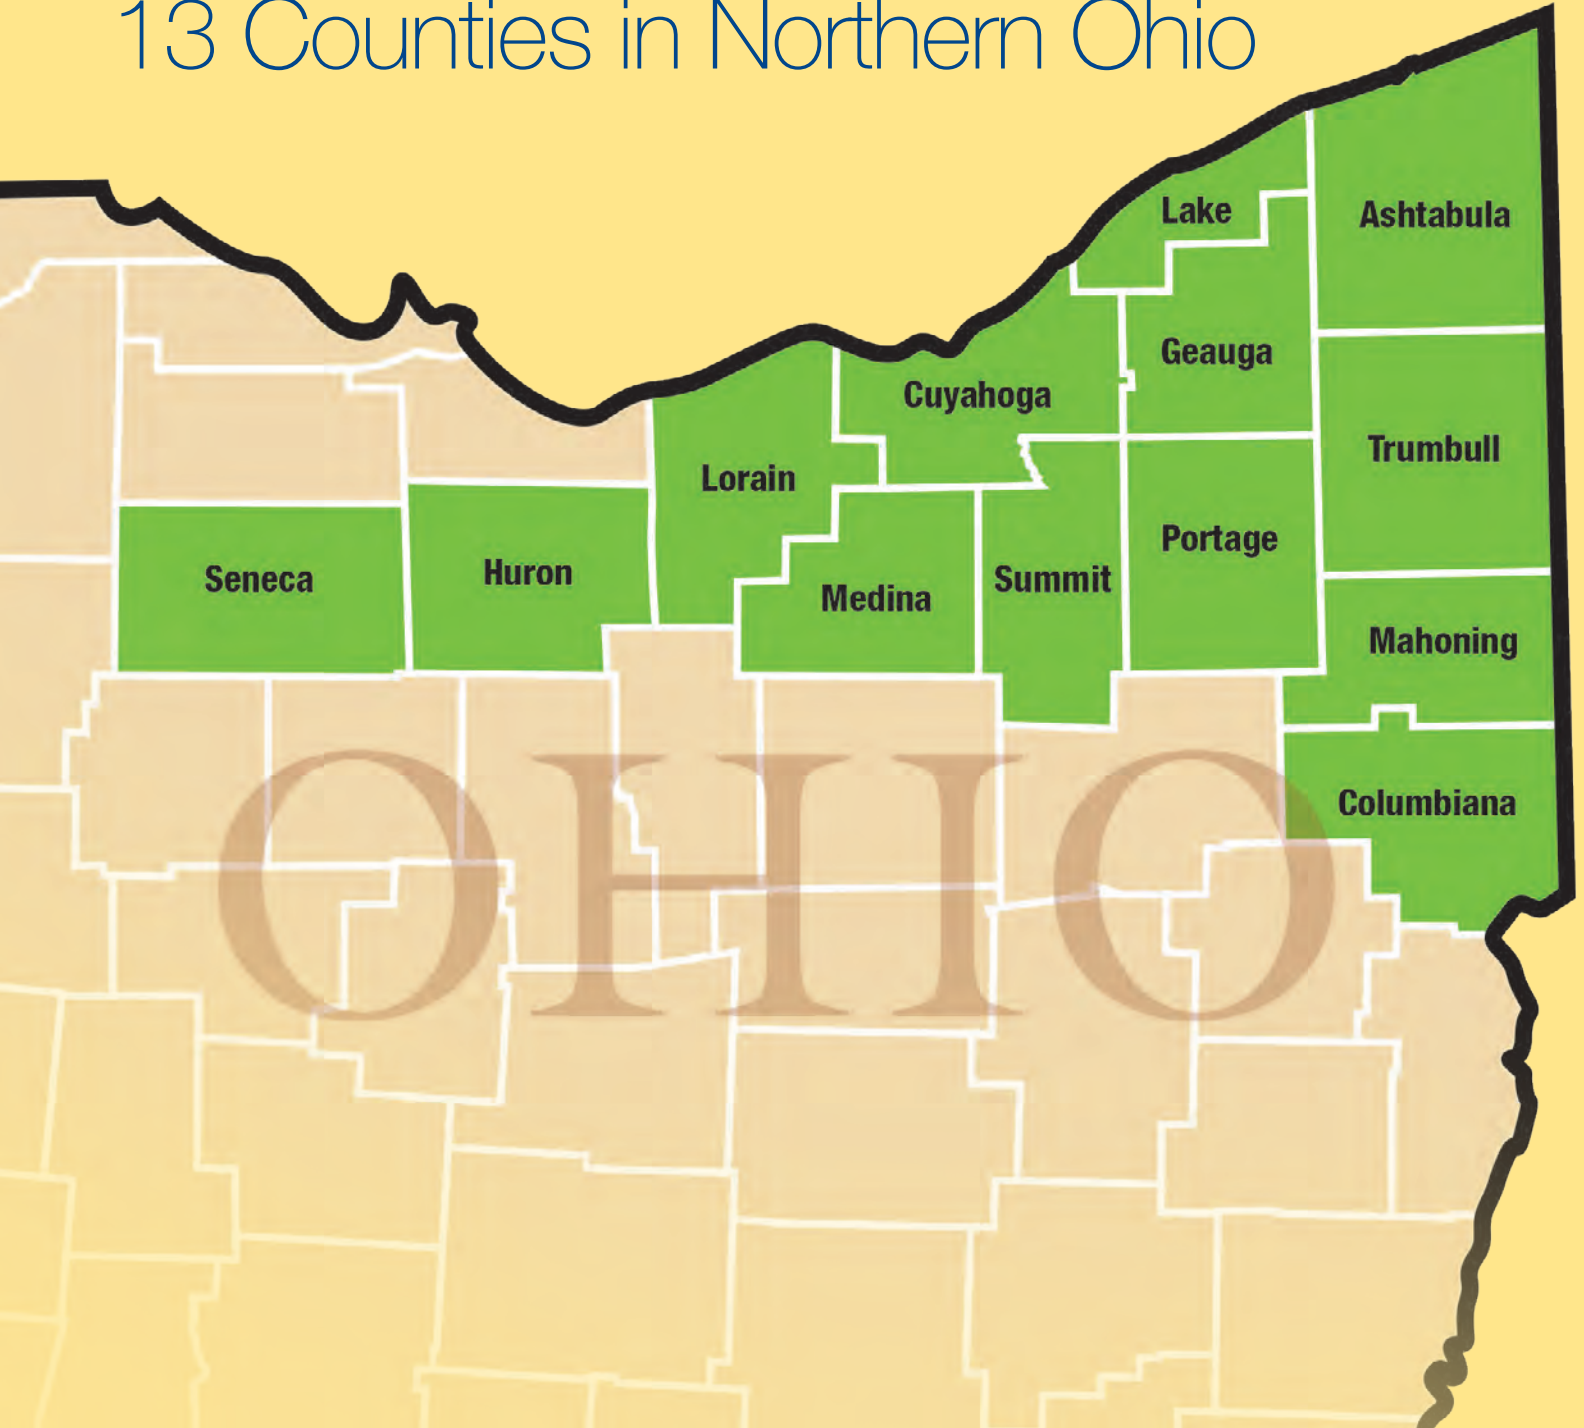 13 Counties in Northern Ohio
Lake
Ashtabula
Geauga
Cuyahoga
Trumbull
Lorain
Portage
Seneca
Huron
Medina
Summit
Mahoning
Columbiana
OHIO